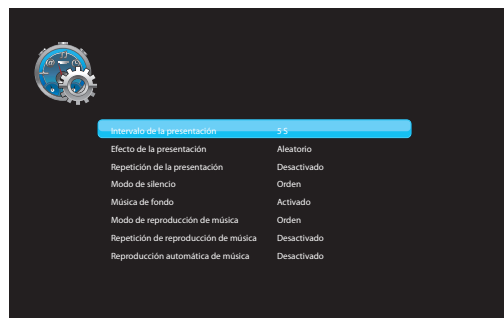 Intervalo de la presentación 5 S
Efecto de la presentación Aleatorio
Repetición de la presentación Desactivado
Modo de silencio Orden
Música de fondo Activado
Modo de reproducción de música Orden
Repetición de reproducción de música Desactivado
Reproducción automática de música Desactivado